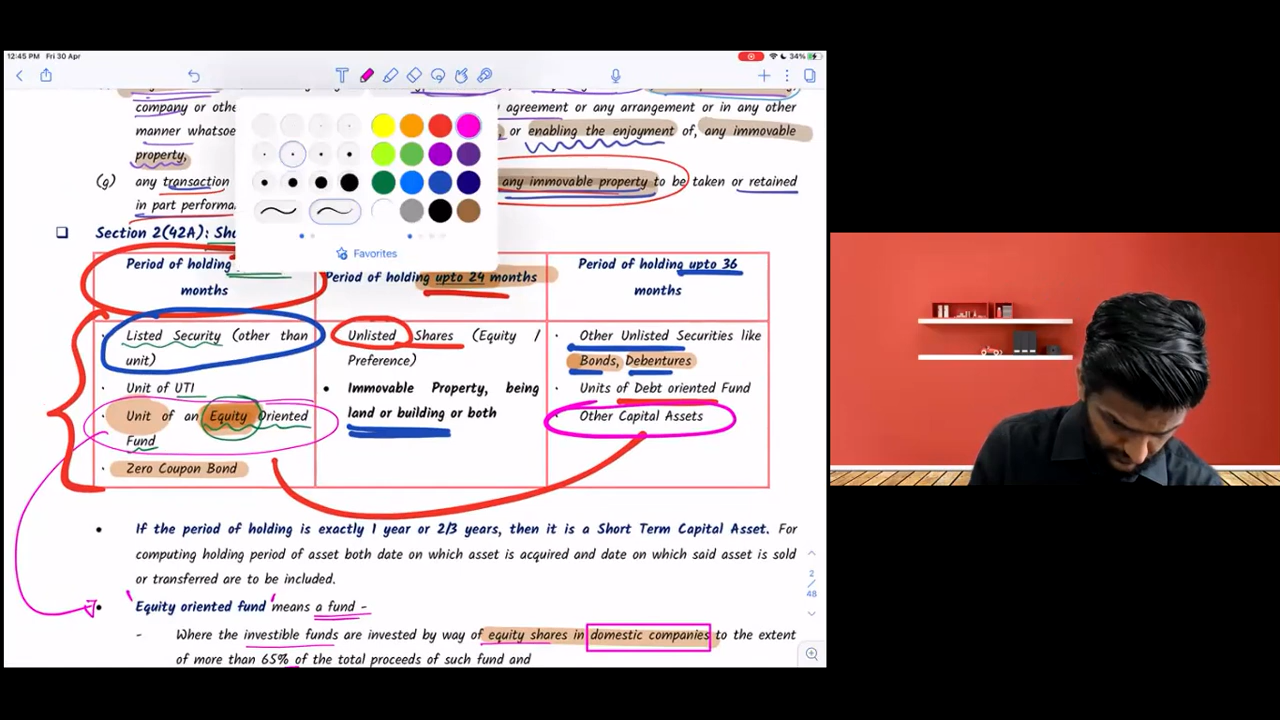 12:45 PM Fri 30 Apr
34%
company or othe agreement or any arrangement or in any other
manner whatsoe or enabling the enjoyment of, any immovable
property,
(g) any transaction any immovable property to be taken or retained
in part performa
Section 2(42A): Sho
Favorites
Period of holding
months
Period of holding upto 24 months
Period of holding upto 36
months
· Listed Security (other than
unit)
· Unit of UTI
· Unit of an Equity Oriented
Fund
· Zero Coupon Bond
Unlisted Shares (Equity /
Preference)
• Immovable Property, being
land or building or both
· Other Unlisted Securities like
Bonds, Debentures
· Units of Debt oriented Fund
· Other Capital Assets
• If the period of holding is exactly 1 year or 2/3 years, then it is a Short Term Capital Asset. For
computing holding period of asset both date on which asset is acquired and date on which said asset is sold
or transferred are to be included.
• 'Equity oriented fund' means a fund -
- Where the investible funds are invested by way of equity shares in domestic companies to the extent
of more than 65% of the total proceeds of such fund and
2
/
48